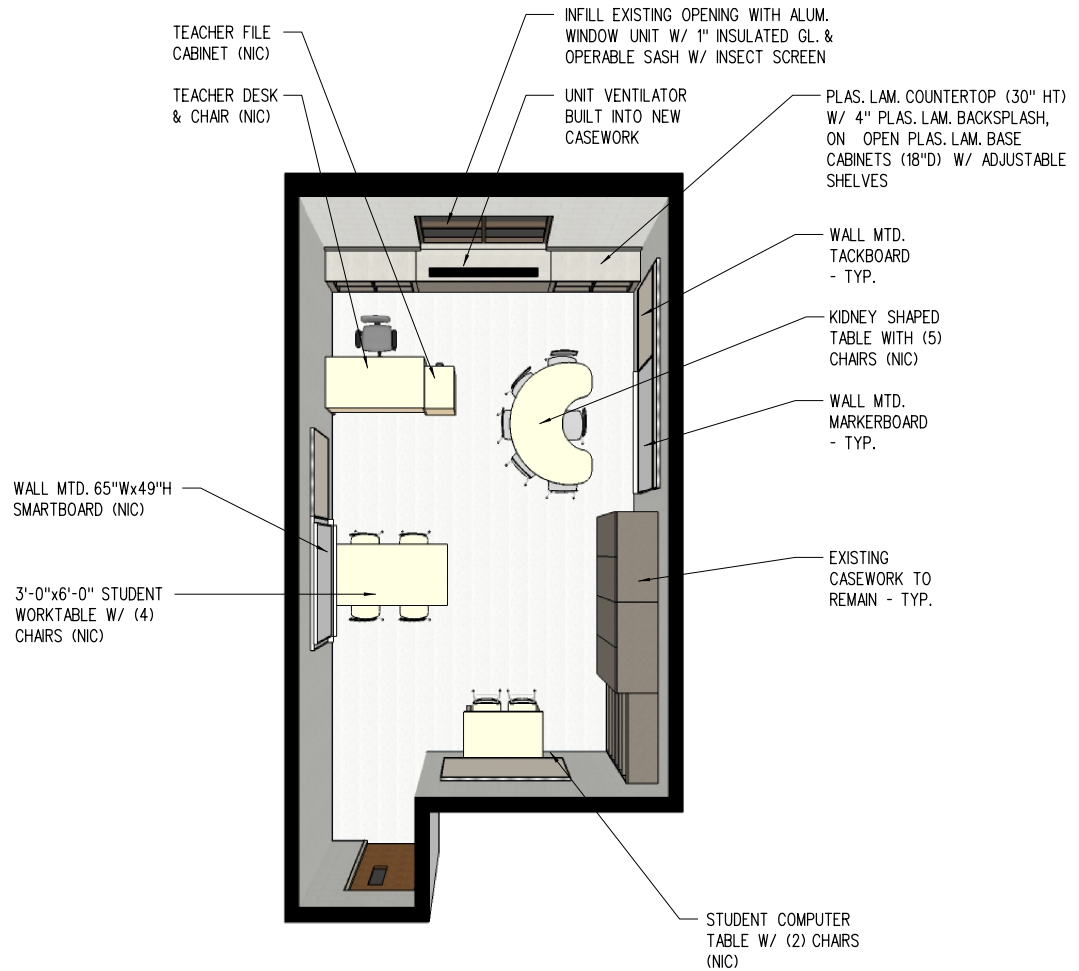 TEACHER FILE
CABINET (NIC)
TEACHER DESK
& CHAIR (NIC)
INFILL EXISTING OPENING WITH ALUM.
WINDOW UNIT W/ 1" INSULATED GL. &
OPERABLE SASH W/ INSECT SCREEN
UNIT VENTILATOR
BUILT INTO NEW
CASEWORK
PLAS. LAM. COUNTERTOP (30" HT)
W/ 4" PLAS. LAM. BACKSPLASH,
ON OPEN PLAS. LAM. BASE
CABINETS (18"D) W/ ADJUSTABLE
SHELVES
WALL MTD.
TACKBOARD
- TYP.
KIDNEY SHAPED
TABLE WITH (5)
CHAIRS (NIC)
WALL MTD.
MARKERBOARD
- TYP.
WALL MTD. 65"Wx49"H
SMARTBOARD (NIC)
3'-0"x6'-0" STUDENT
WORKTABLE W/ (4)
CHAIRS (NIC)
EXISTING
CASEWORK TO
REMAIN - TYP.
STUDENT COMPUTER
TABLE W/ (2) CHAIRS
(NIC)